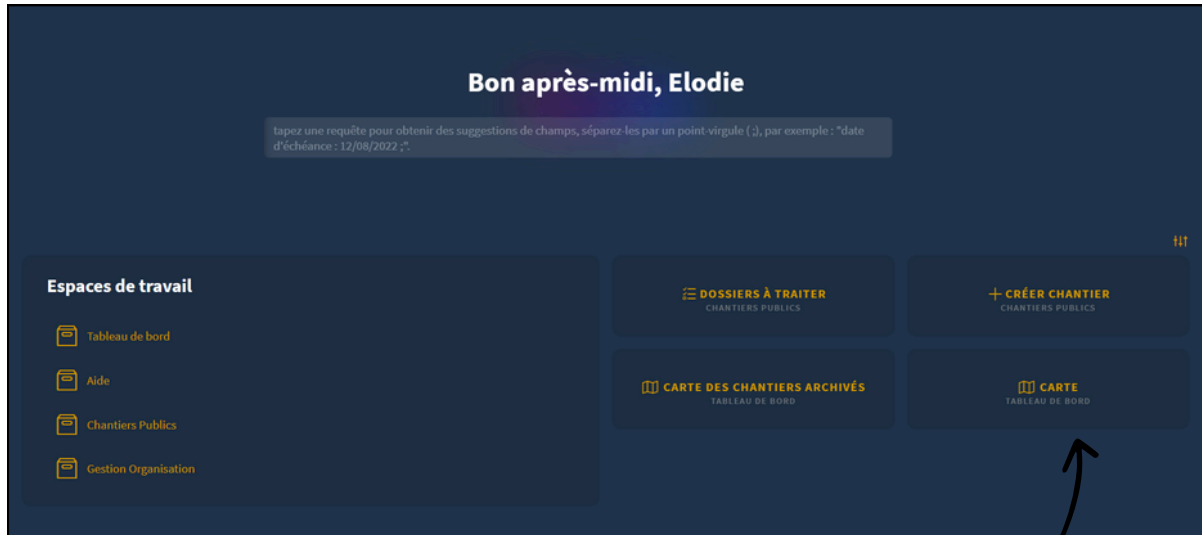 Bon après-midi, Elodie
tapez une requête pour obtenir des suggestions de champs, séparez-les par un point-virgule ( ;), par exemple : "date
d'échéance : 12/08/2022 ;".
Espaces de travail
Tableau de bord
Aide
Chantiers Publics
Gestion Organisation
DOSSIERS À TRAITER
CHANTIERS PUBLICS
CRÉER CHANTIER
CHANTIERS PUBLICS
CARTE DES CHANTIERS ARCHIVÉS
TABLEAU DE BORD
CARTE
TABLEAU DE BORD